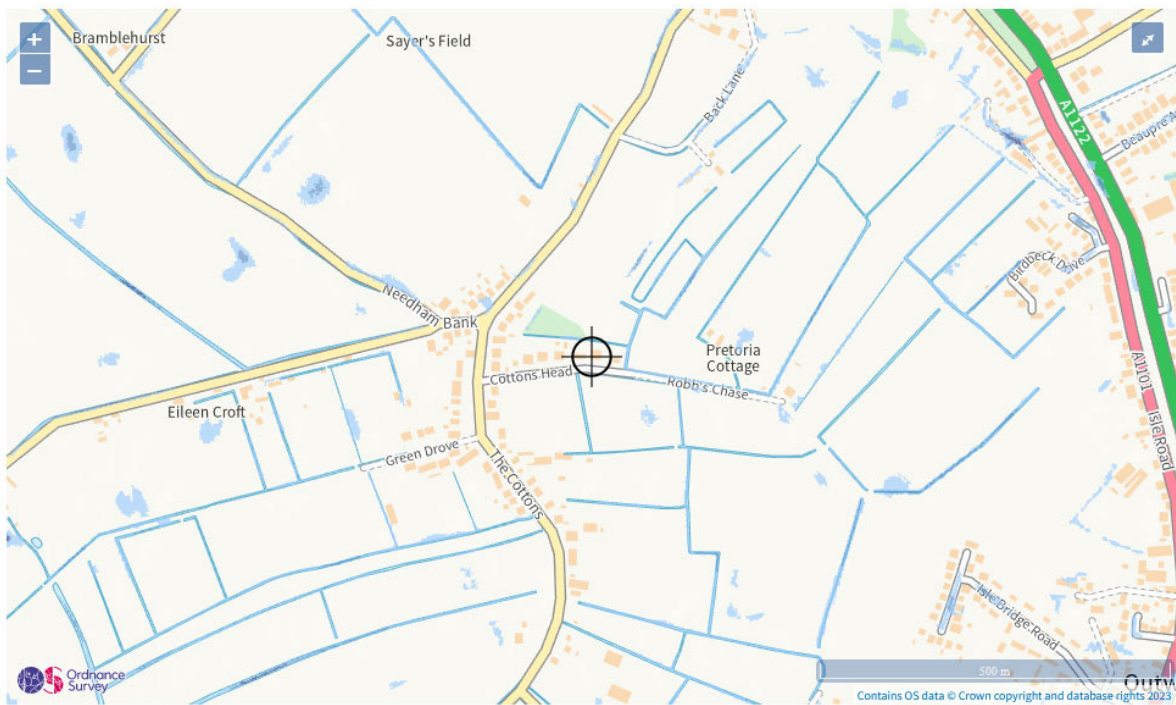 +
−
Bramblehurst
Sayer's Field
Back Lane
A1122
Needham Bank
Birdbeck Drive
Pretoria
Cottage
Cottons Head
Robb's Chase
A1101
Isle Road
Eileen Croft
Green Drove
The Cottons
Isle Bridge Road
Ordnance
Survey
500 m
Contains OS data © Crown copyright and database rights 2023